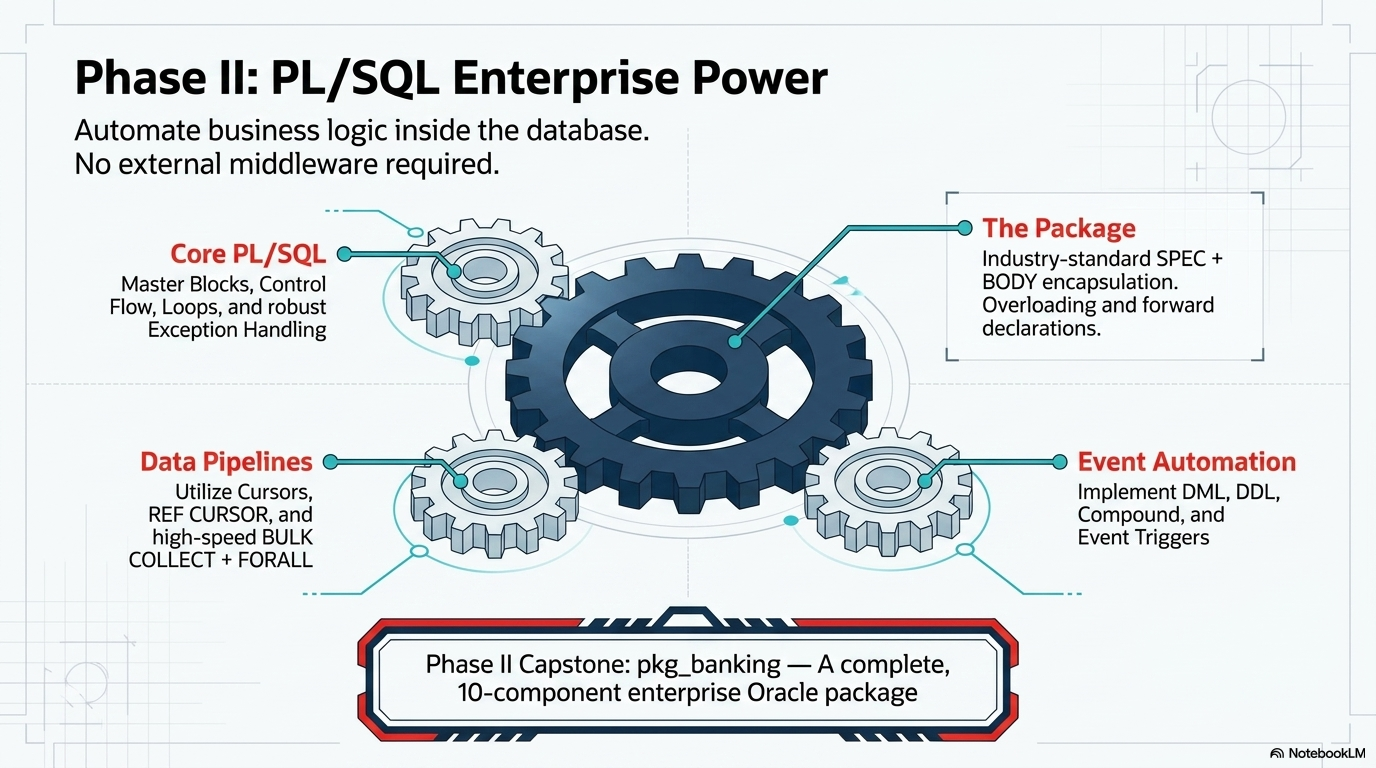 Phase II: PL/SQL Enterprise Power
Automate business logic inside the database.
No external middleware required.
Core PL/SQL
Master Blocks, Control
Flow, Loops, and robust
Exception Handling
The Package
Industry-standard SPEC +
BODY encapsulation.
Overloading and forward
declarations.
Data Pipelines
Utilize Cursors,
REF CURSOR, and
high-speed BULK
COLLECT + FORALL
Event Automation
Implement DML, DDL,
Compound, and
Event Triggers
Phase II Capstone: pkg_banking — A complete,
10-component enterprise Oracle package
NotebookLM